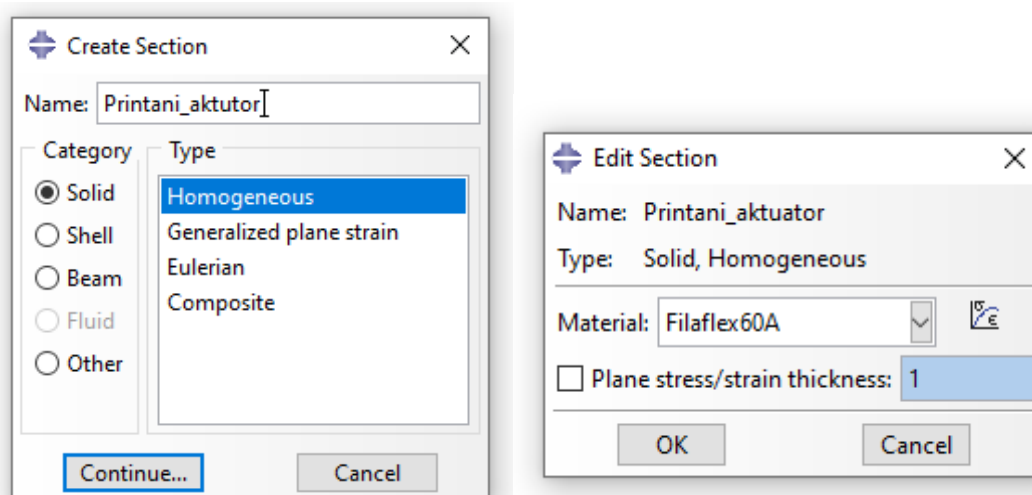 Create Section
Name: Printani_aktutor
Category
Type
Solid
Shell
Beam
Fluid
Other
Homogeneous
Generalized plane strain
Eulerian
Composite
Continue...
Cancel
Edit Section
Name: Printani_aktuator
Type: Solid, Homogeneous
Material: Filaflex60A
σ
ε
Plane stress/strain thickness: 1
OK
Cancel